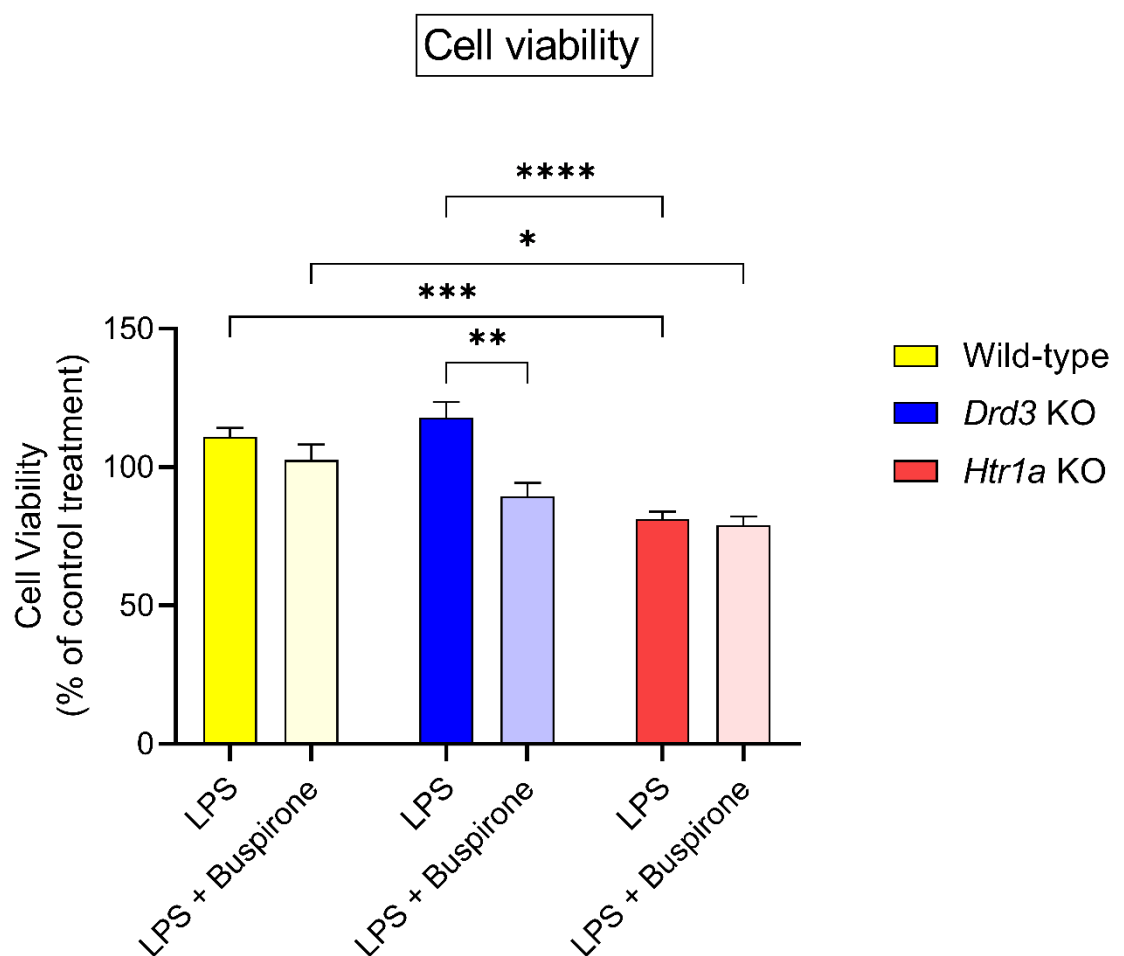 Cell viability
****
*
***
**
150
100
50
0
Cell Viability
(% of control treatment)
LPS
LPS + Buspirone
LPS
LPS + Buspirone
LPS
LPS + Buspirone
Wild-type
Drd3 KO
Htr1a KO